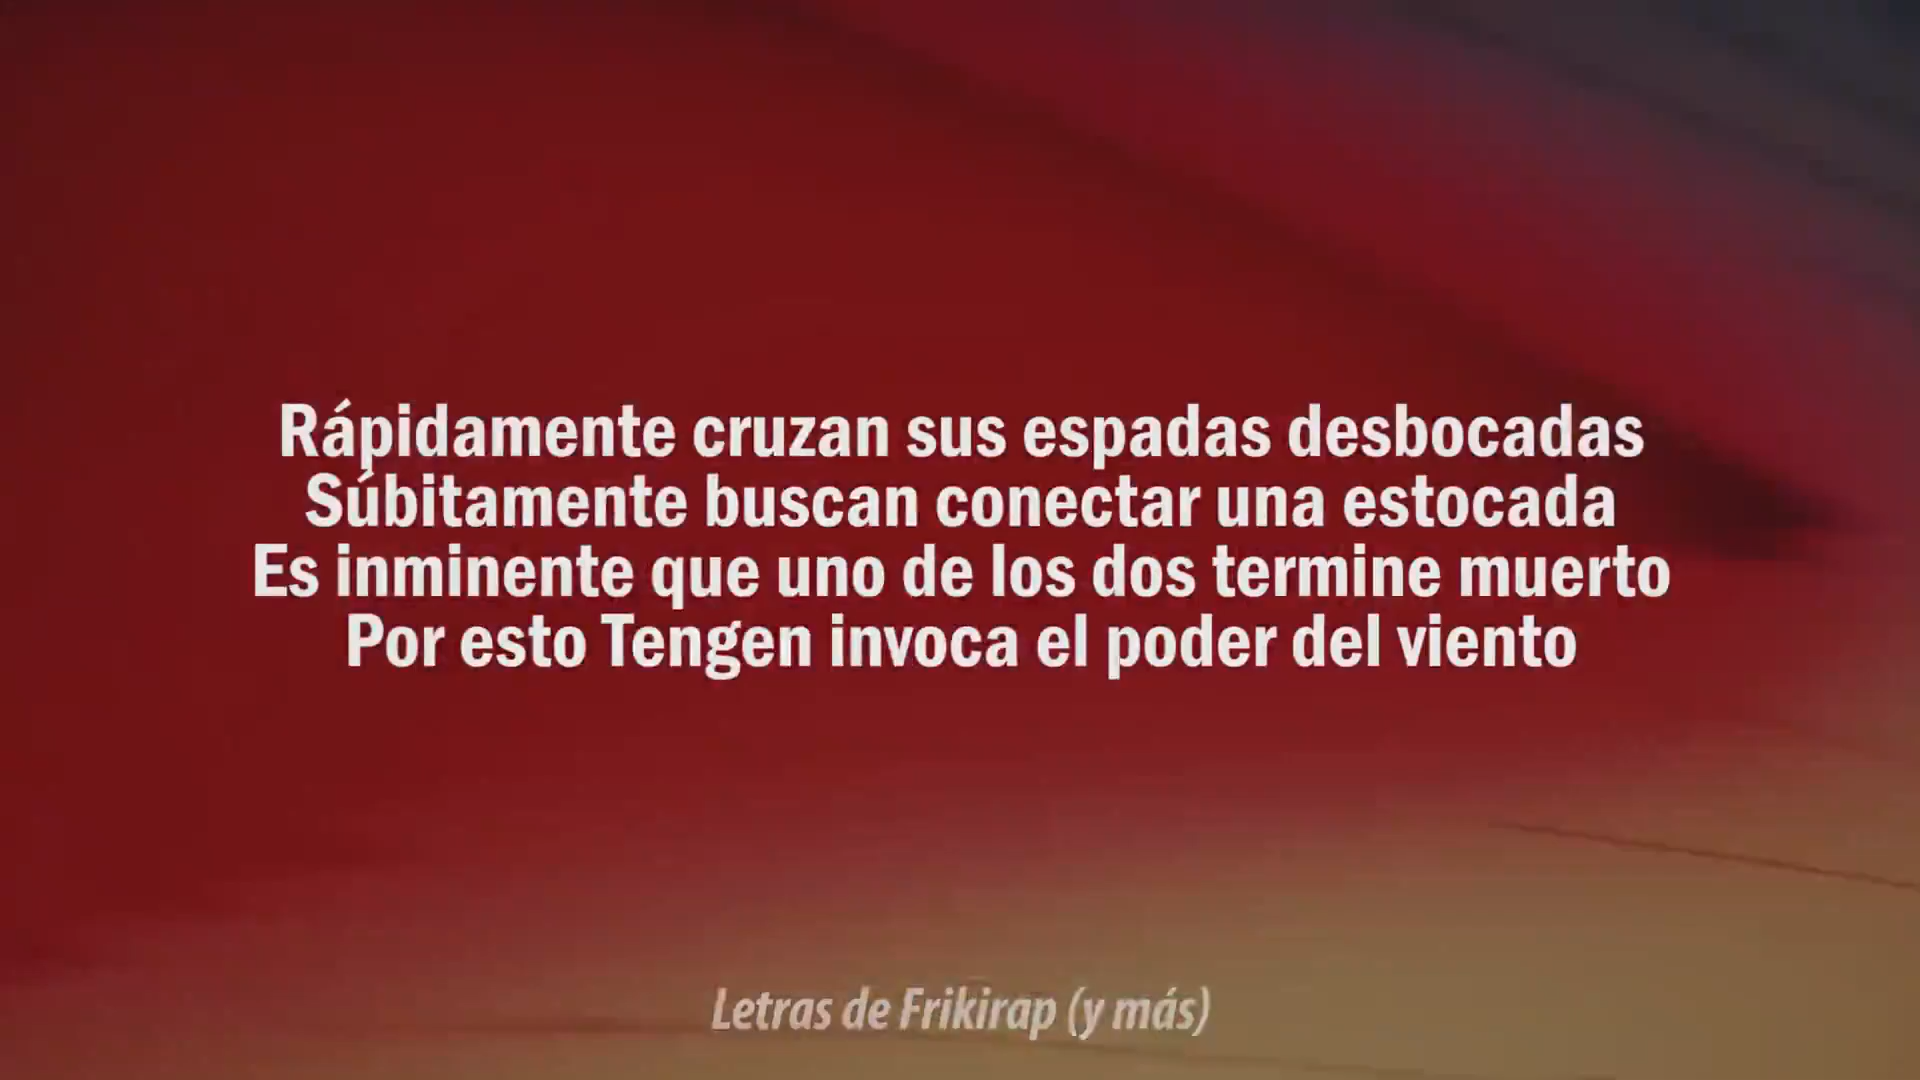 Rápidamente cruzan sus espadas desbocadas
Súbitamente buscan conectar una estocada
Es inminente que uno de los dos termine muerto
Por esto Tengen invoca el poder del viento
Letras de Frikirap (y más)